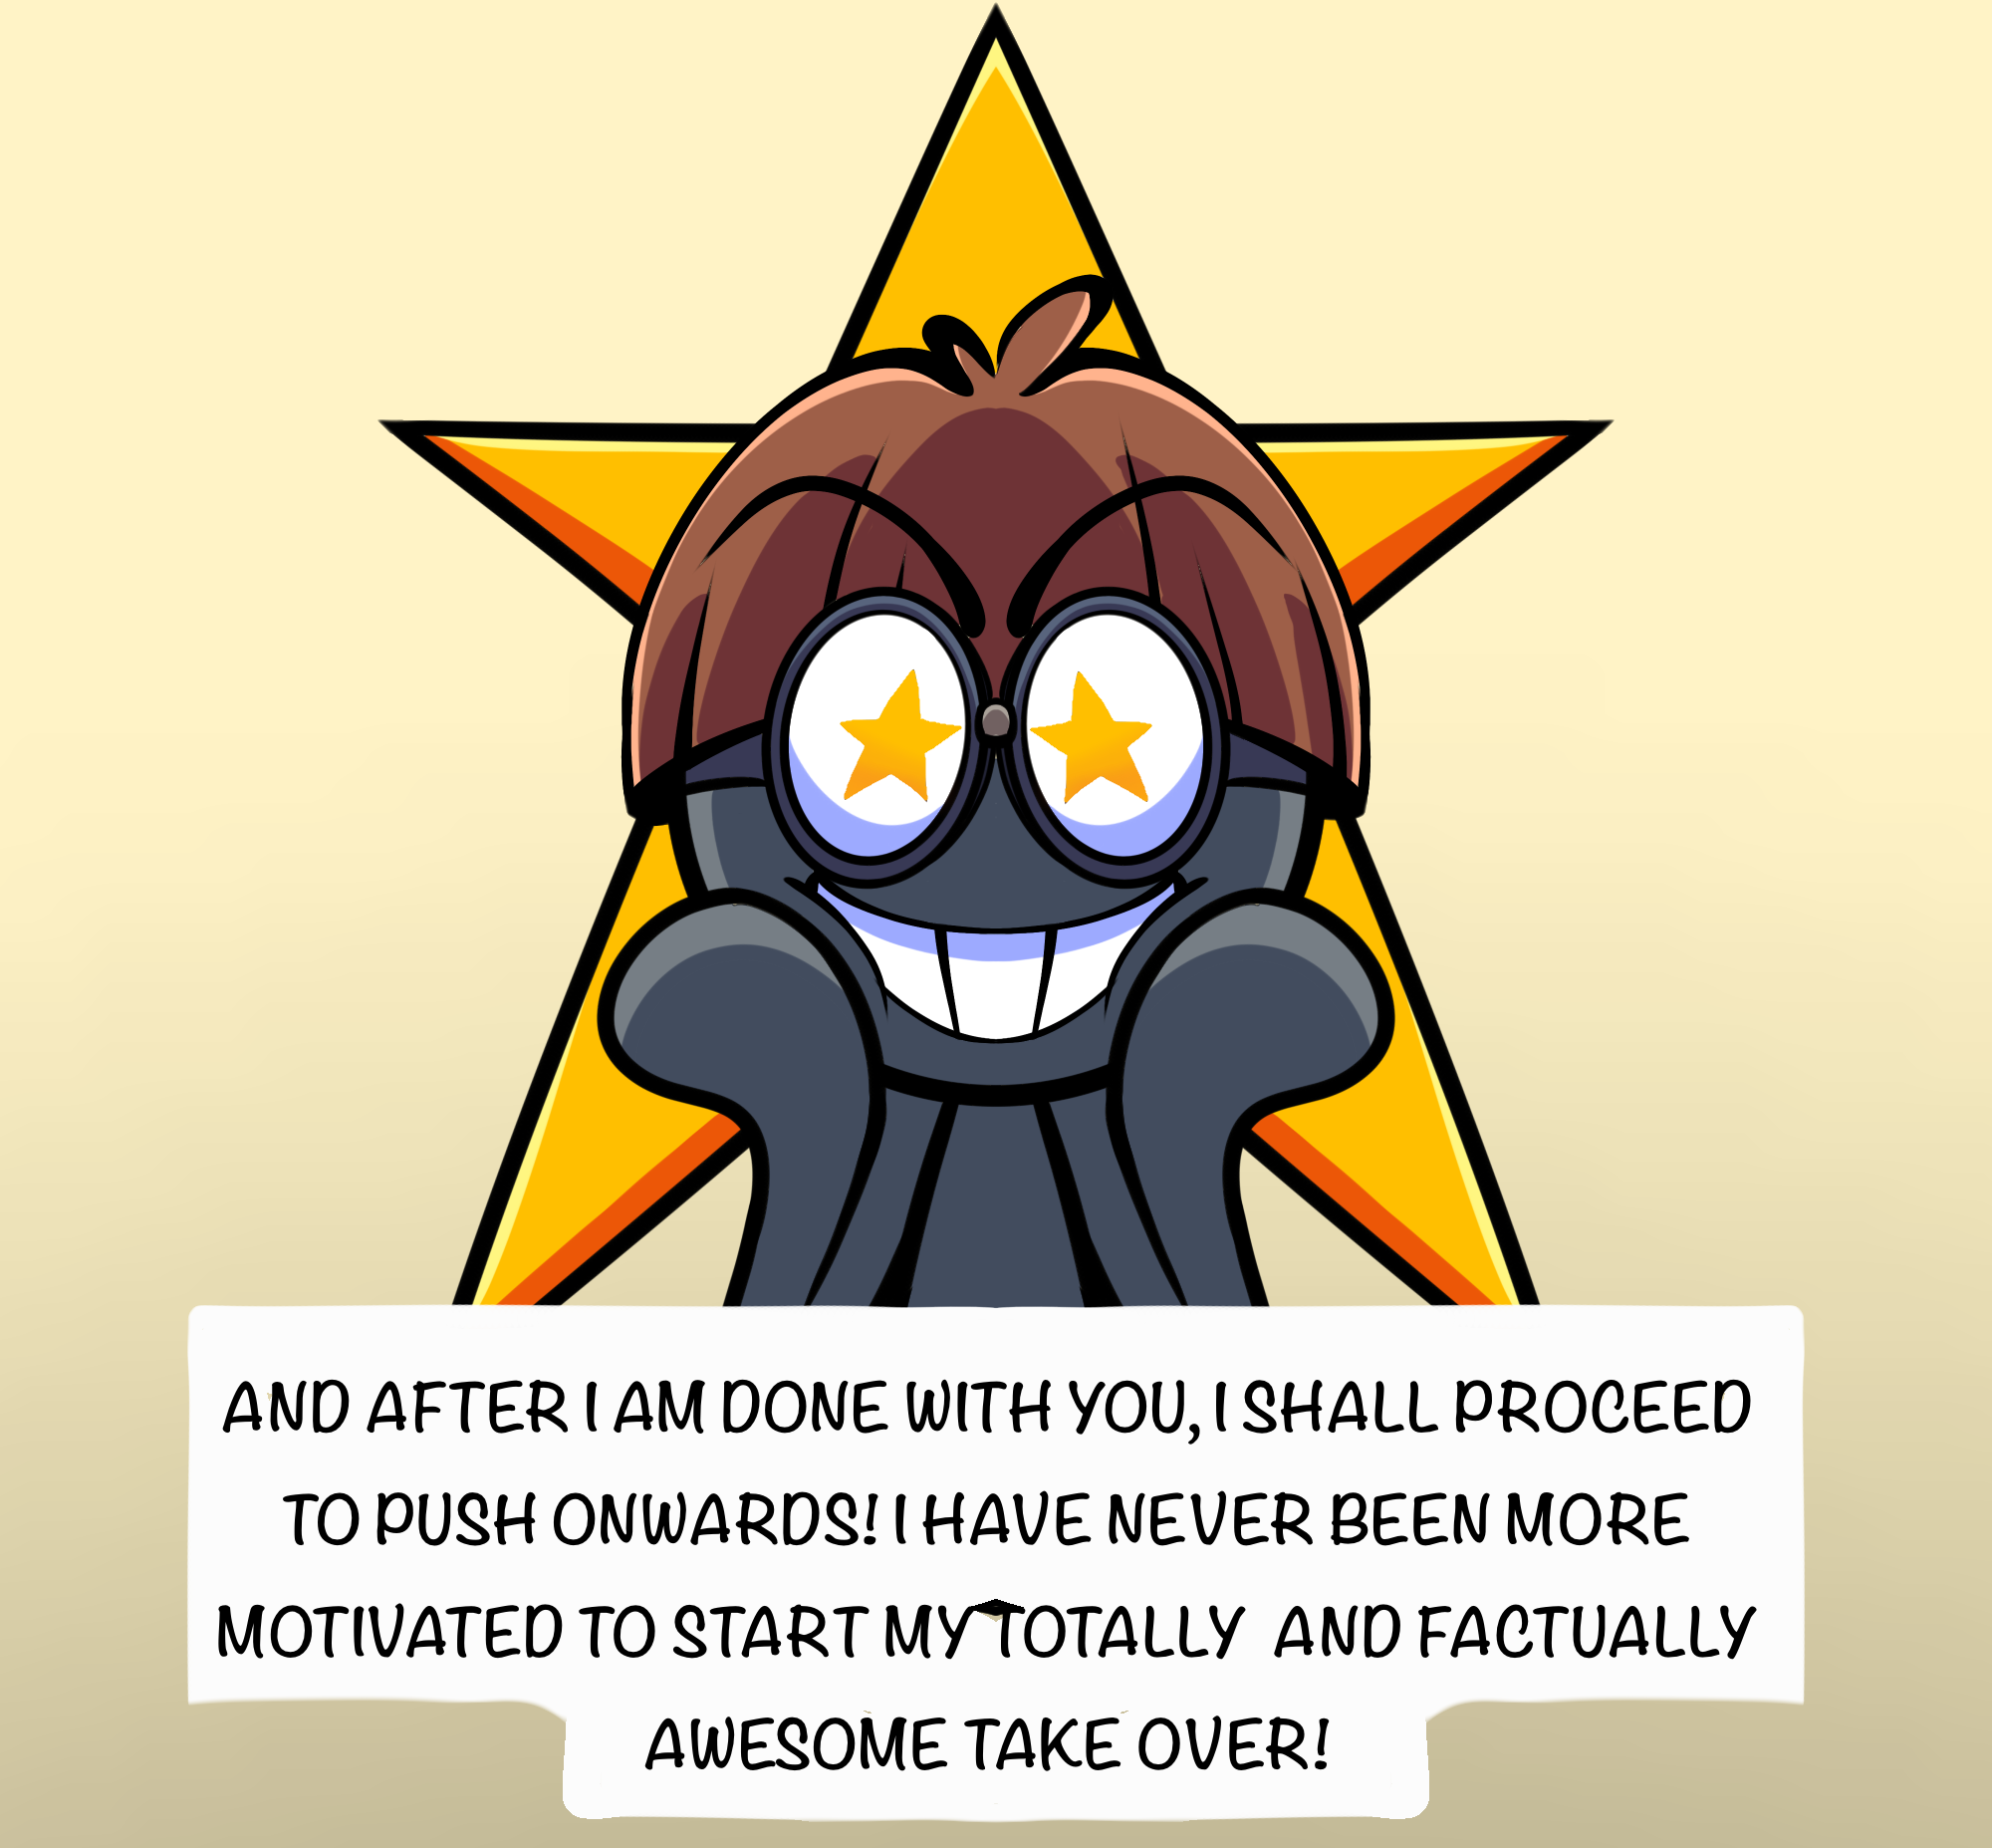 AND AFTER I AM DONE WITH YOU, I SHALL PROCEED
TO PUSH ONWARDS! I HAVE NEVER BEEN MORE
MOTIVATED TO START MY TOTALLY AND FACTUALLY
AWESOME TAKE OVER!